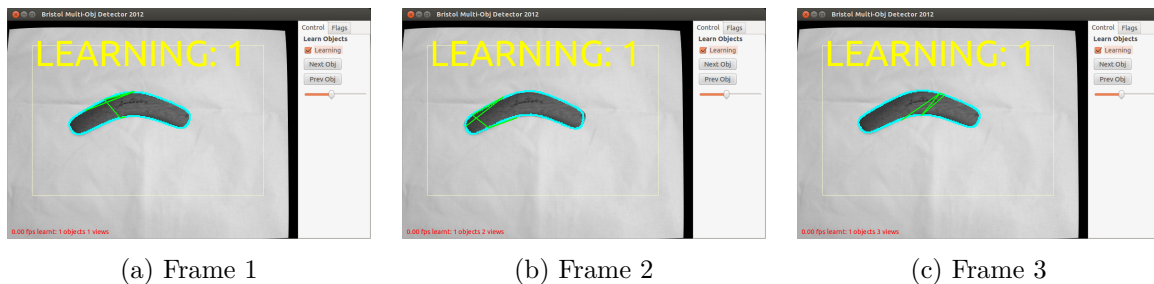 Bristol Multi-Obj Detector 2012
LEARNING: 1
Control Flags
Learn Objects
Learning
Next Obj
Prev Obj
0.00 fps learnt: 1 objects 1 views
(a) Frame 1
Bristol Multi-Obj Detector 2012
LEARNING: 1
Control Flags
Learn Objects
Learning
Next Obj
Prev Obj
0.00 fps learnt: 1 objects 2 views
(b) Frame 2
Bristol Multi-Obj Detector 2012
LEARNING: 1
Control Flags
Learn Objects
Learning
Next Obj
Prev Obj
0.00 fps learnt: 1 objects 3 views
(c) Frame 3